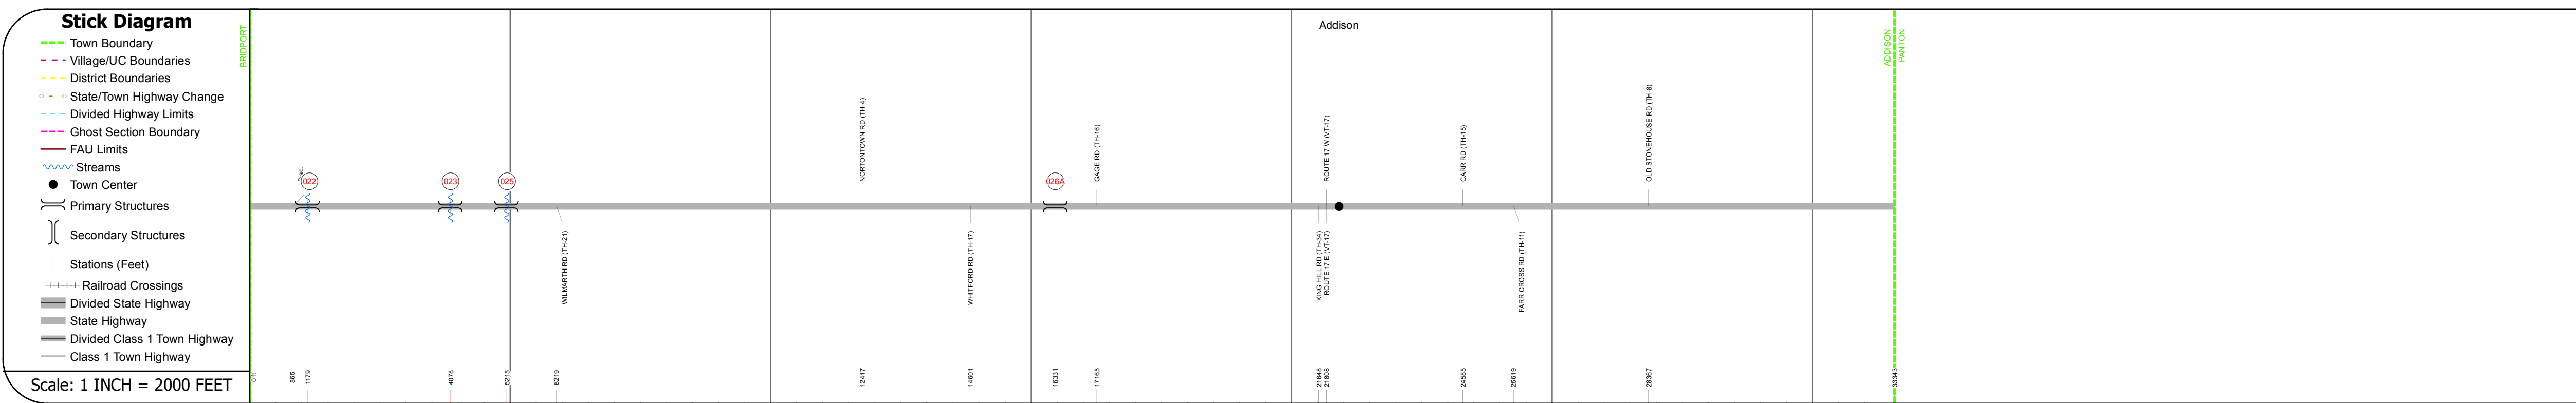 Stick Diagram
Town Boundary
Village/UC Boundaries
District Boundaries
State/Town Highway Change
Divided Highway Limits
Ghost Section Boundary
FAU Limits
Streams
Town Center
Primary Structures
Secondary Structures
Stations (Feet)
Railroad Crossings
Divided State Highway
State Highway
Divided Class 1 Town Highway
Class 1 Town Highway
Scale: 1 INCH = 2000 FEET
BRIDPORT
Addison
ADDISON
PANTON
Disc.
022
023
025
026A
NORTONTOWN RD (TH-4)
GAGE RD (TH-16)
ROUTE 17 W (VT-17)
CARR RD (TH-15)
OLD STONEHOUSE RD (TH-8)
WILMARTH RD (TH-21)
WHITFORD RD (TH-17)
KING HILL RD (TH-34)
ROUTE 17 E (VT-17)
FARR CROSS RD (TH-11)
0 ft
865
1179
4078
5215
6219
12417
14601
16331
17165
21648
21808
24585
25619
28367
33343